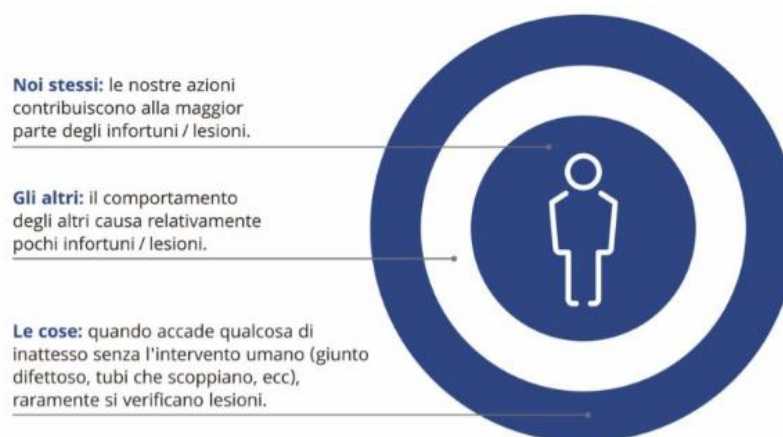 Noi stessi: le nostre azioni
contribuiscono alla maggior
parte degli infortuni / lesioni.
Gli altri: il comportamento
degli altri causa relativamente
pochi infortuni / lesioni.
Le cose: quando accade qualcosa di
inattesso senza l'intervento umano (giunto
difettoso, tubi che scoppiano, ecc),
raramente si verificano lesioni.